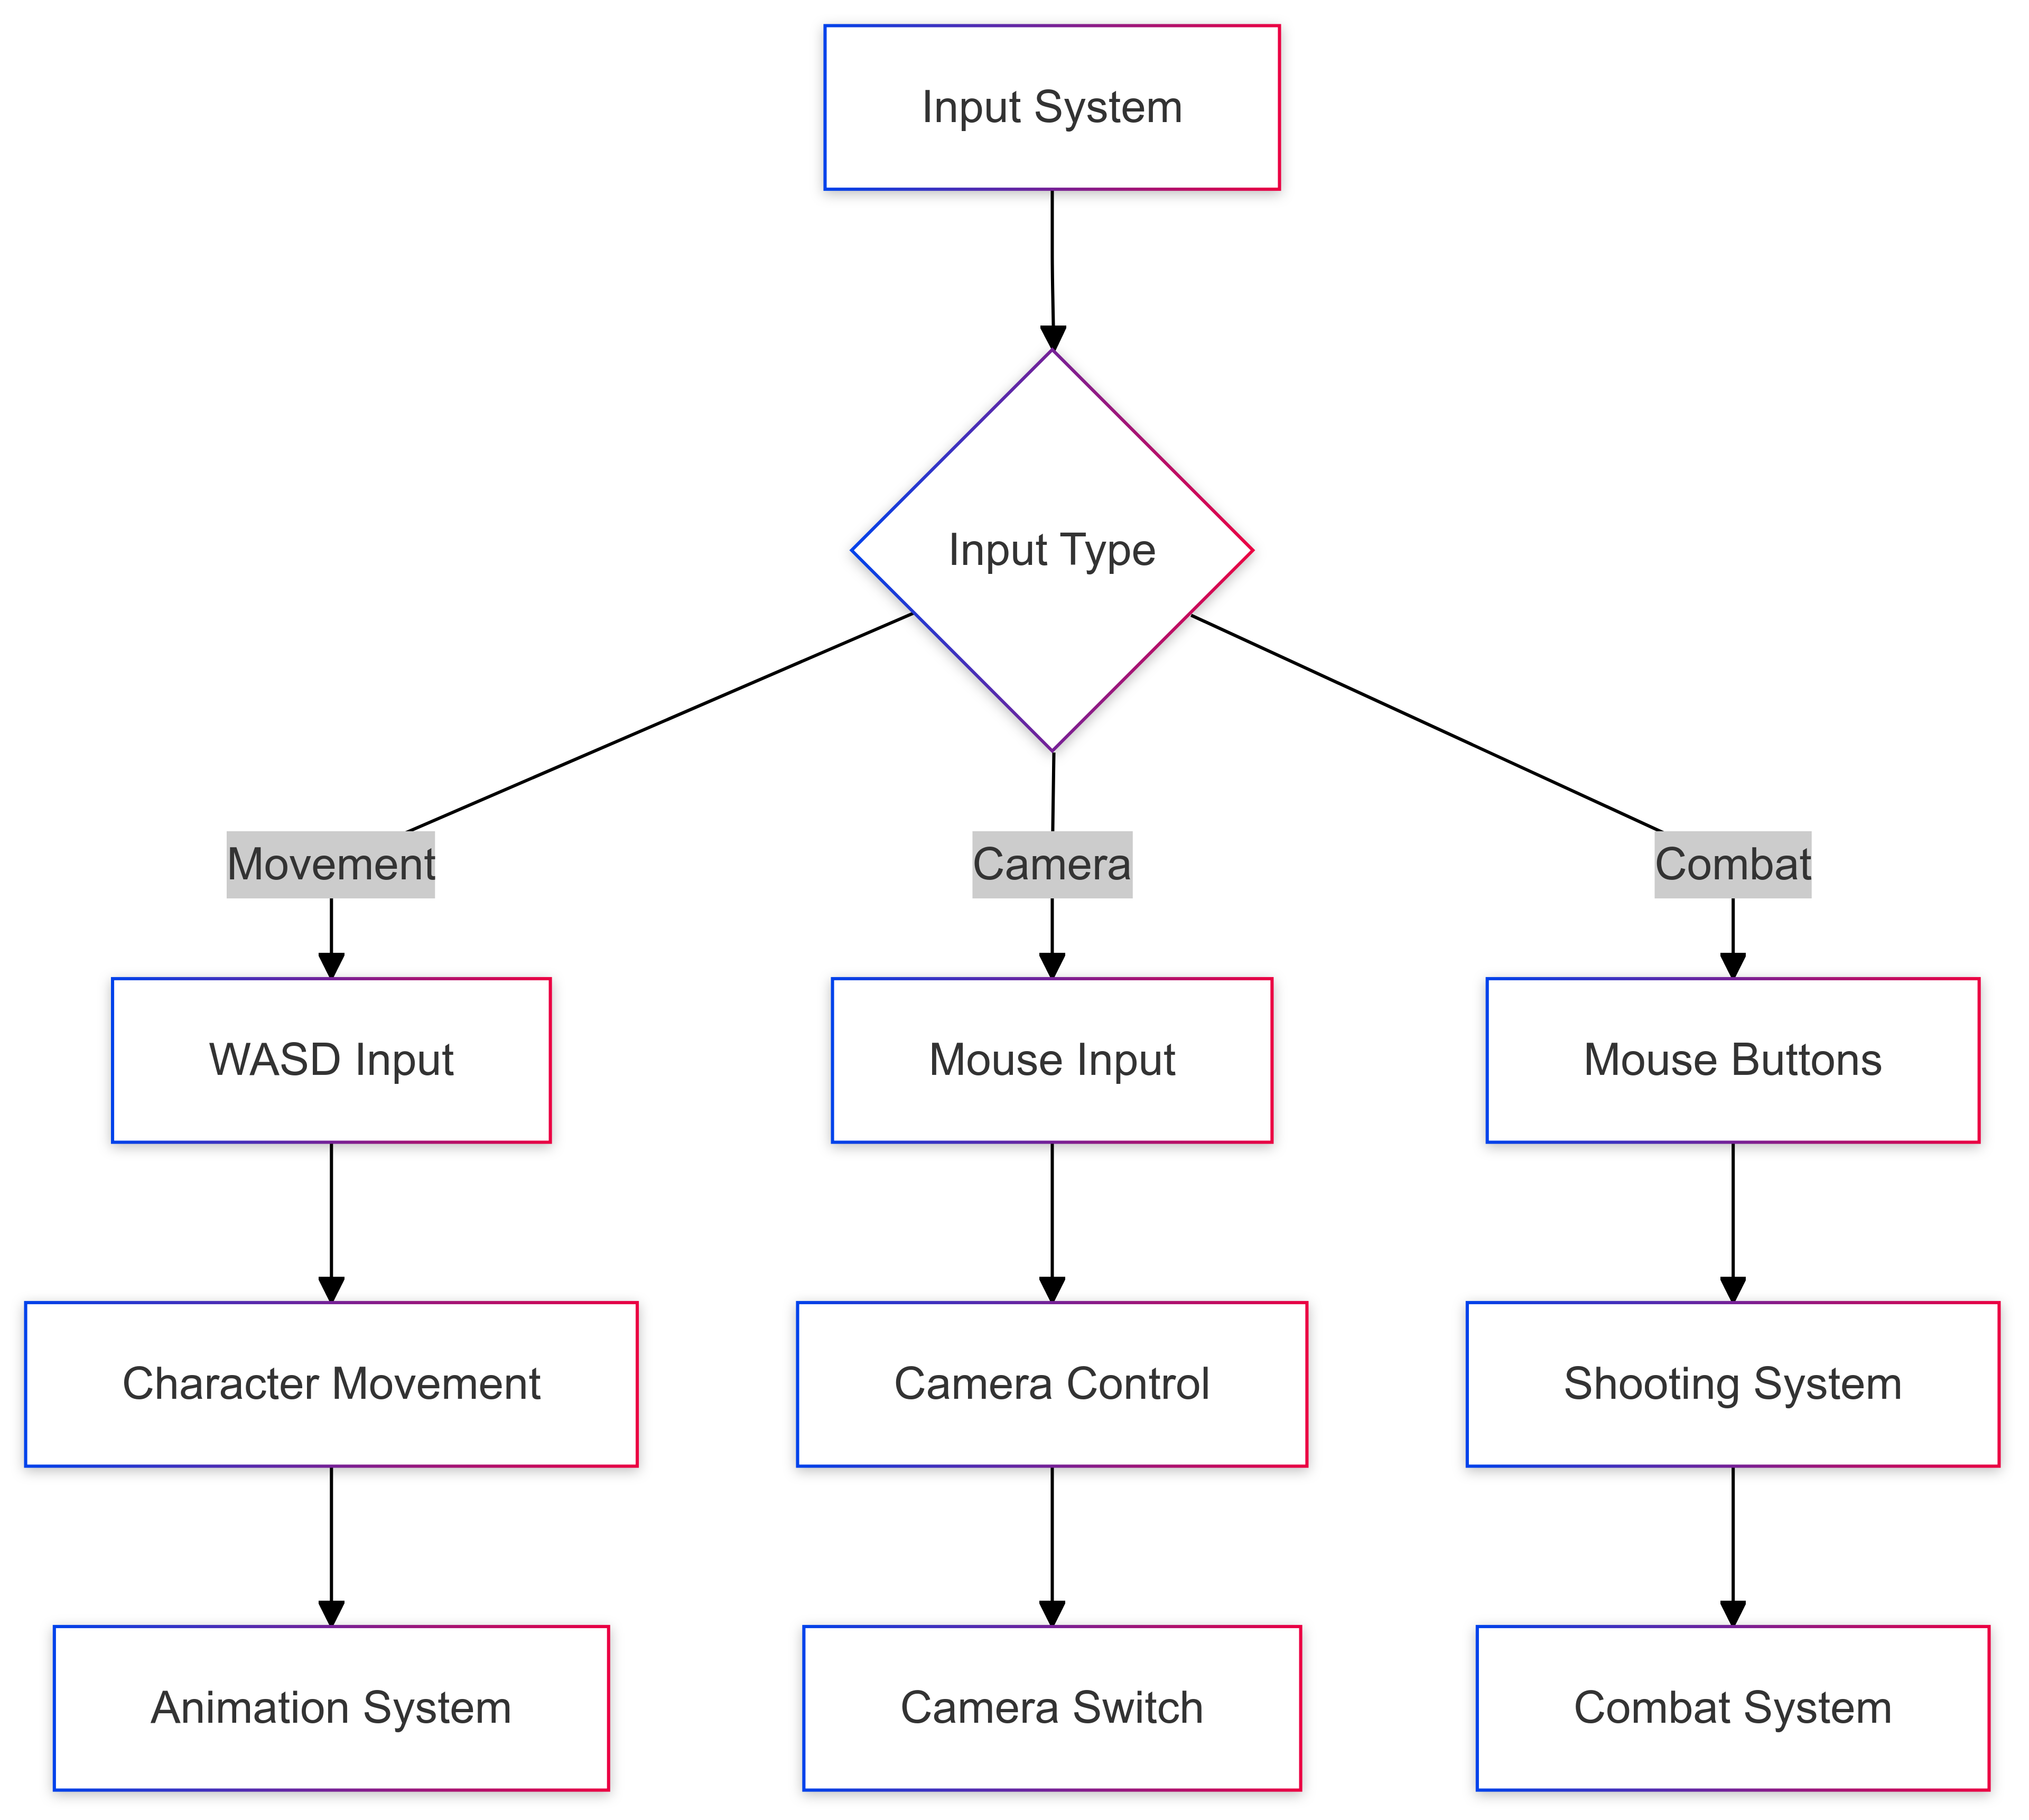 Input System
Input Type
Movement
Camera
Combat
WASD Input
Mouse Input
Mouse Buttons
Character Movement
Camera Control
Shooting System
Animation System
Camera Switch
Combat System